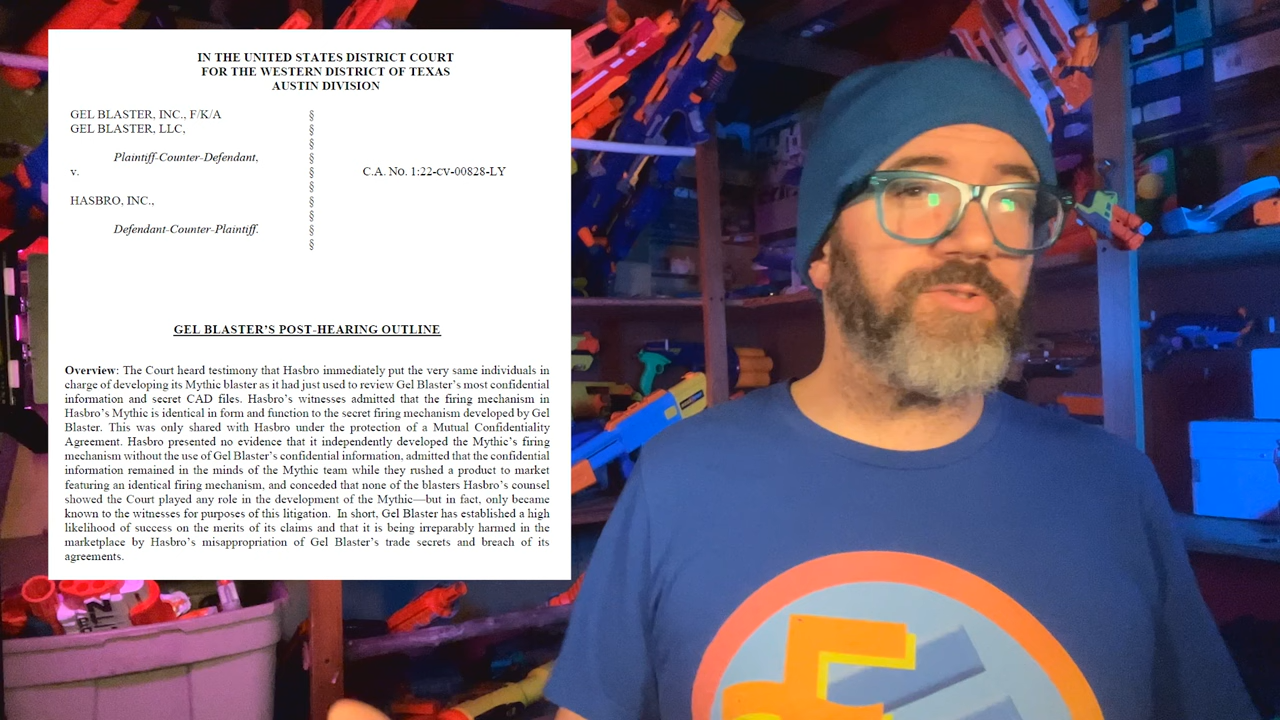 IN THE UNITED STATES DISTRICT COURT
FOR THE WESTERN DISTRICT OF TEXAS
AUSTIN DIVISION
GEL BLASTER, INC., F/K/A §
GEL BLASTER, LLC, §
§
Plaintiff-Counter-Defendant, §
v. § C.A. No. 1:22-cv-00828-LY
§
HASBRO, INC., §
§
Defendant-Counter-Plaintiff. §
§
GEL BLASTER'S POST-HEARING OUTLINE
Overview: The Court heard testimony that Hasbro immediately put the very same individuals in
charge of developing its Mythic blaster as it had just used to review Gel Blaster's most confidential
information and secret CAD files. Hasbro's witnesses admitted that the firing mechanism in
Hasbro's Mythic is identical in form and function to the secret firing mechanism developed by Gel
Blaster. This was only shared with Hasbro under the protection of a Mutual Confidentiality
Agreement. Hasbro presented no evidence that it independently developed the Mythic's firing
mechanism without the use of Gel Blaster's confidential information, admitted that the confidential
information remained in the minds of the Mythic team while they rushed a product to market
featuring an identical firing mechanism, and conceded that none of the blasters Hasbro's counsel
showed the Court played any role in the development of the Mythic—but in fact, only became
known to the witnesses for purposes of this litigation. In short, Gel Blaster has established a high
likelihood of success on the merits of its claims and that it is being irreparably harmed in the
marketplace by Hasbro's misappropriation of Gel Blaster's trade secrets and breach of its
agreements.